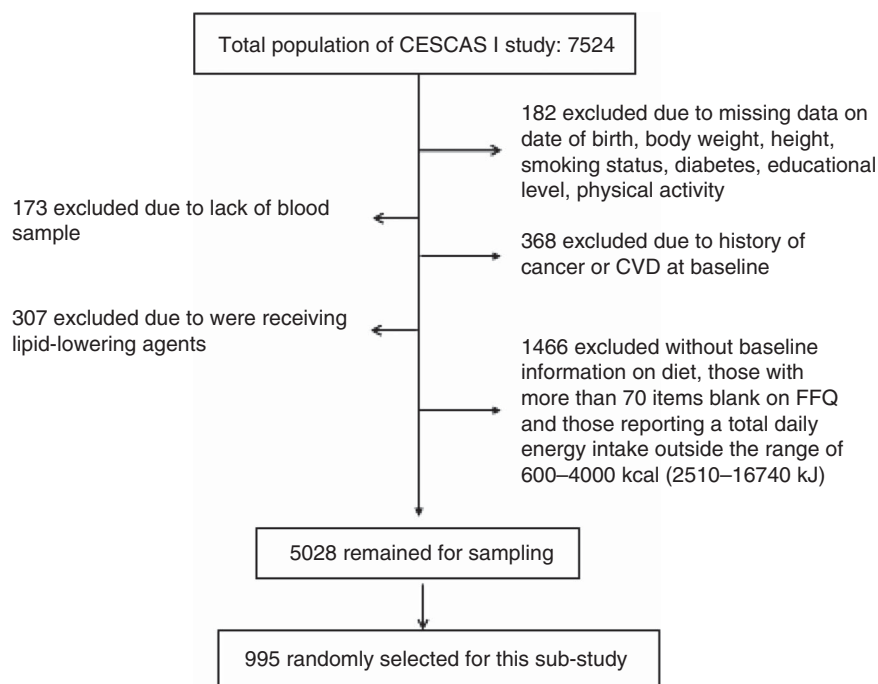 Total population of CESCAS I study: 7524
182 excluded due to missing data on
date of birth, body weight, height,
smoking status, diabetes, educational
level, physical activity
173 excluded due to lack of blood
sample
368 excluded due to history of
cancer or CVD at baseline
307 excluded due to were receiving
lipid-lowering agents
1466 excluded without baseline
information on diet, those with
more than 70 items blank on FFQ
and those reporting a total daily
energy intake outside the range of
600–4000 kcal (2510–16740 kJ)
5028 remained for sampling
995 randomly selected for this sub-study